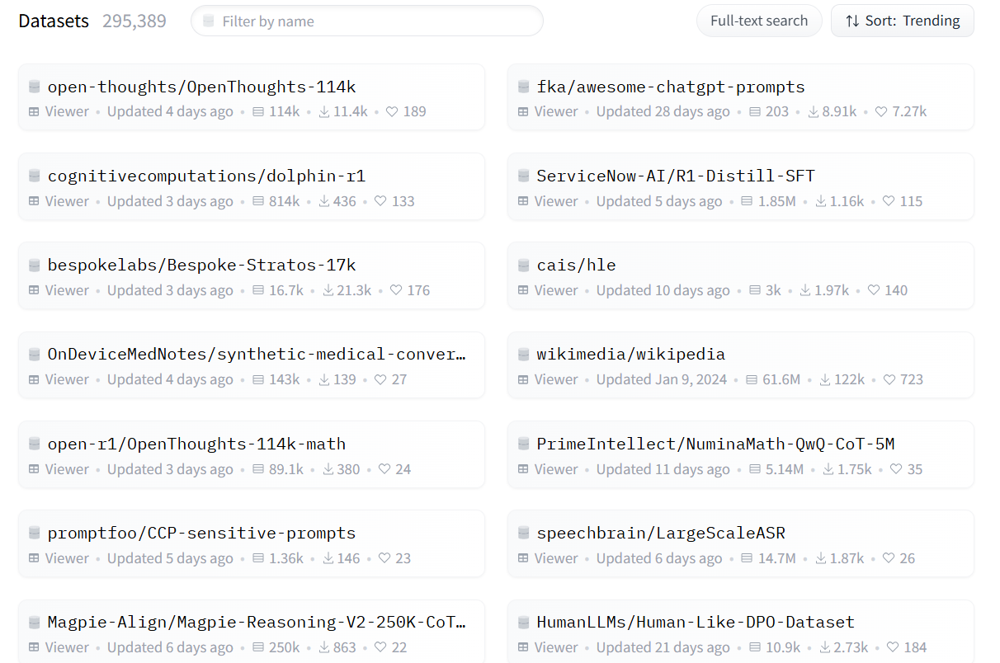 Datasets 295,389 Filter by name Full-text search Sort: Trending
open-thoughts/OpenThoughts-114k
Viewer • Updated 4 days ago • 114k • 11.4k • 189
fka/awesome-chatgpt-prompts
Viewer • Updated 28 days ago • 203 • 8.91k • 7.27k
cognitivecomputations/dolphin-r1
Viewer • Updated 3 days ago • 814k • 436 • 133
ServiceNow-AI/R1-Distill-SFT
Viewer • Updated 5 days ago • 1.85M • 1.16k • 115
bespokelabs/Bespoke-Stratos-17k
Viewer • Updated 3 days ago • 16.7k • 21.3k • 176
cais/hle
Viewer • Updated 10 days ago • 3k • 1.97k • 140
OnDeviceMedNotes/synthetic-medical-conver…
Viewer • Updated 4 days ago • 143k • 139 • 27
wikimedia/wikipedia
Viewer • Updated Jan 9, 2024 • 61.6M • 122k • 723
open-r1/OpenThoughts-114k-math
Viewer • Updated 3 days ago • 89.1k • 380 • 24
PrimeIntellect/NuminaMath-QwQ-CoT-5M
Viewer • Updated 11 days ago • 5.14M • 1.75k • 35
promptfoo/CCP-sensitive-prompts
Viewer • Updated 5 days ago • 1.36k • 146 • 23
speechbrain/LargeScaleASR
Viewer • Updated 6 days ago • 14.7M • 1.87k • 26
Magpie-Align/Magpie-Reasoning-V2-250K-CoT…
Viewer • Updated 6 days ago • 250k • 863 • 22
HumanLLMs/Human-Like-DPO-Dataset
Viewer • Updated 21 days ago • 10.9k • 2.73k • 184